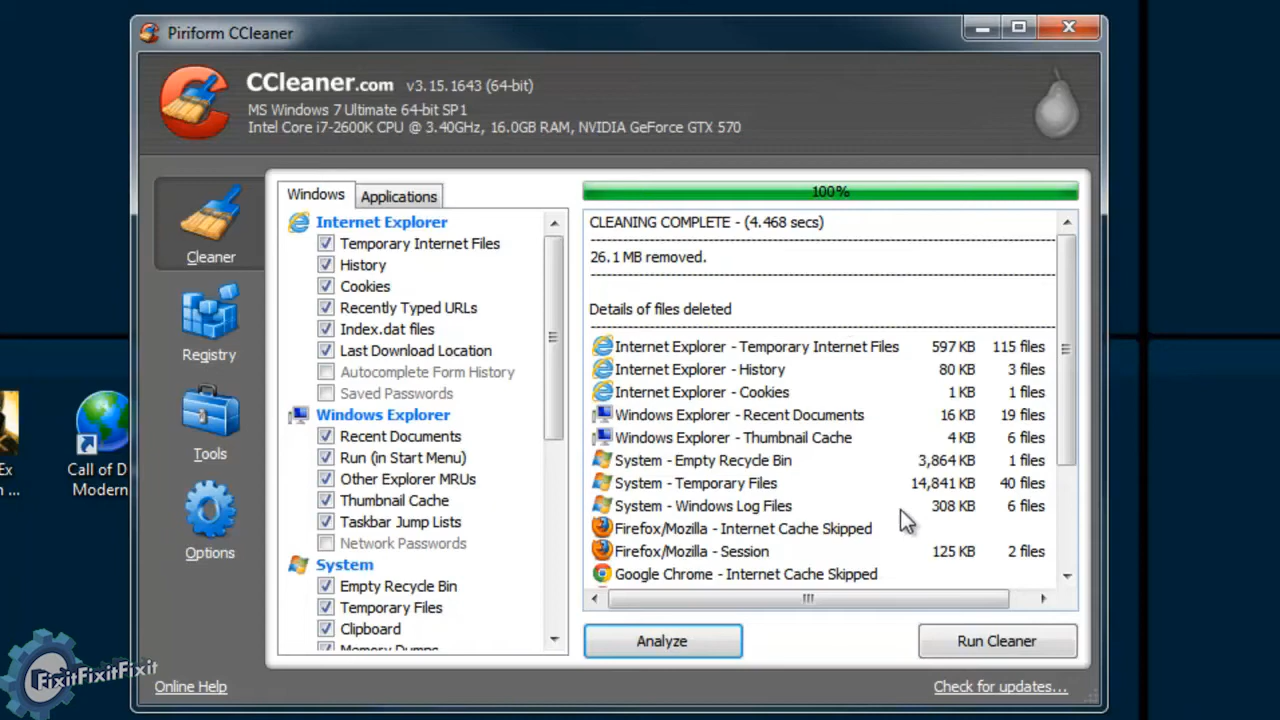 Piriform CCleaner
CCleaner.com v3.15.1643 (64-bit)
MS Windows 7 Ultimate 64-bit SP1
Intel Core i7-2600K CPU @ 3.40GHz, 16.0GB RAM, NVIDIA GeForce GTX 570
Cleaner
Registry
Tools
Options
Windows
Applications
Internet Explorer
Temporary Internet Files
History
Cookies
Recently Typed URLs
Index.dat files
Last Download Location
Autocomplete Form History
Saved Passwords
Windows Explorer
Recent Documents
Run (in Start Menu)
Other Explorer MRUs
Thumbnail Cache
Taskbar Jump Lists
Network Passwords
System
Empty Recycle Bin
Temporary Files
Clipboard
Memory Dumps
100%
CLEANING COMPLETE - (4.468 secs)
26.1 MB removed.
Details of files deleted
Internet Explorer - Temporary Internet Files 597 KB 115 files
Internet Explorer - History 80 KB 3 files
Internet Explorer - Cookies 1 KB 1 files
Windows Explorer - Recent Documents 16 KB 19 files
Windows Explorer - Thumbnail Cache 4 KB 6 files
System - Empty Recycle Bin 3,864 KB 1 files
System - Temporary Files 14,841 KB 40 files
System - Windows Log Files 308 KB 6 files
Firefox/Mozilla - Internet Cache Skipped
Firefox/Mozilla - Session 125 KB 2 files
Google Chrome - Internet Cache Skipped
Analyze
Run Cleaner
Online Help
Check for updates...
Ex
...
Call of D
Modern
FixitFixitFixit